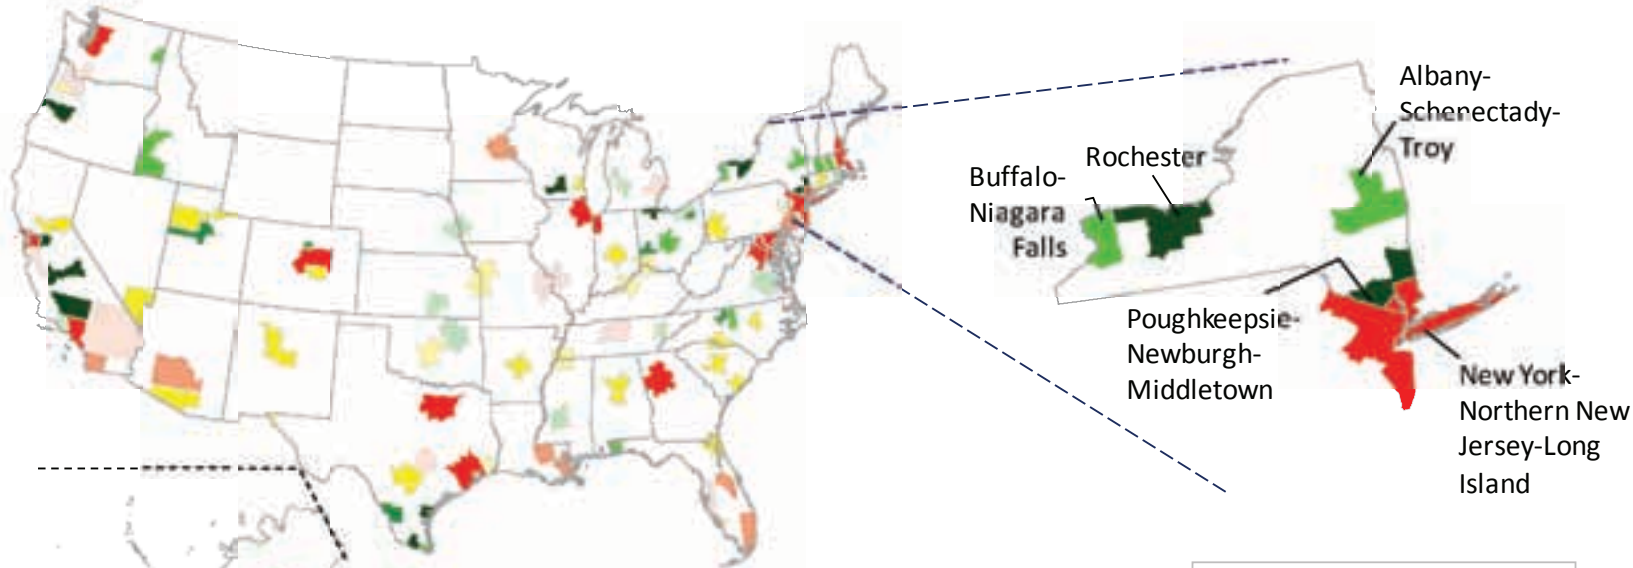 Albany-
Schenectady-
Troy
Rochester
Buffalo-
Niagara
Falls
Poughkeepsie-
Newburgh-
Middletown
New York-
Northern New
Jersey-Long
Island